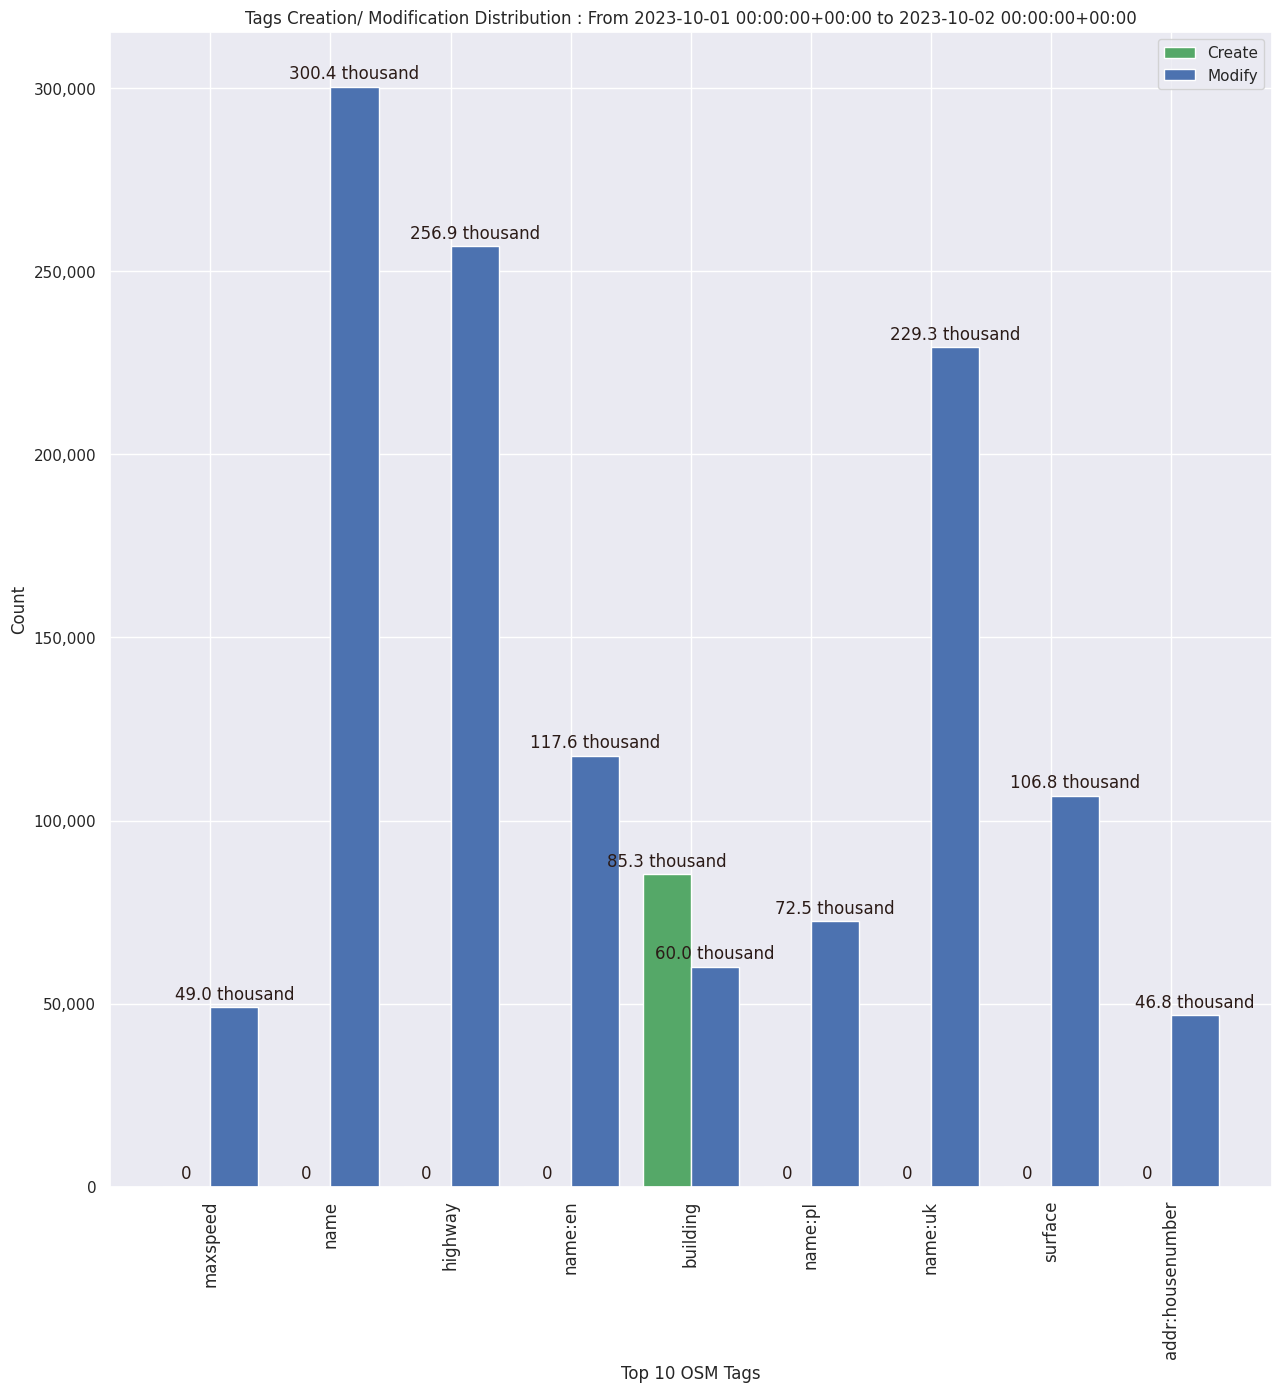 Tags Creation/ Modification Distribution : From 2023-10-01 00:00:00+00:00 to 2023-10-02 00:00:00+00:00
Create
Modify
300,000
250,000
200,000
150,000
100,000
50,000
0
Count
49.0 thousand
300.4 thousand
256.9 thousand
117.6 thousand
85.3 thousand
60.0 thousand
72.5 thousand
229.3 thousand
106.8 thousand
46.8 thousand
0
0
0
0
0
0
0
0
maxspeed
name
highway
name:en
building
name:pl
name:uk
surface
addr:housenumber
Top 10 OSM Tags